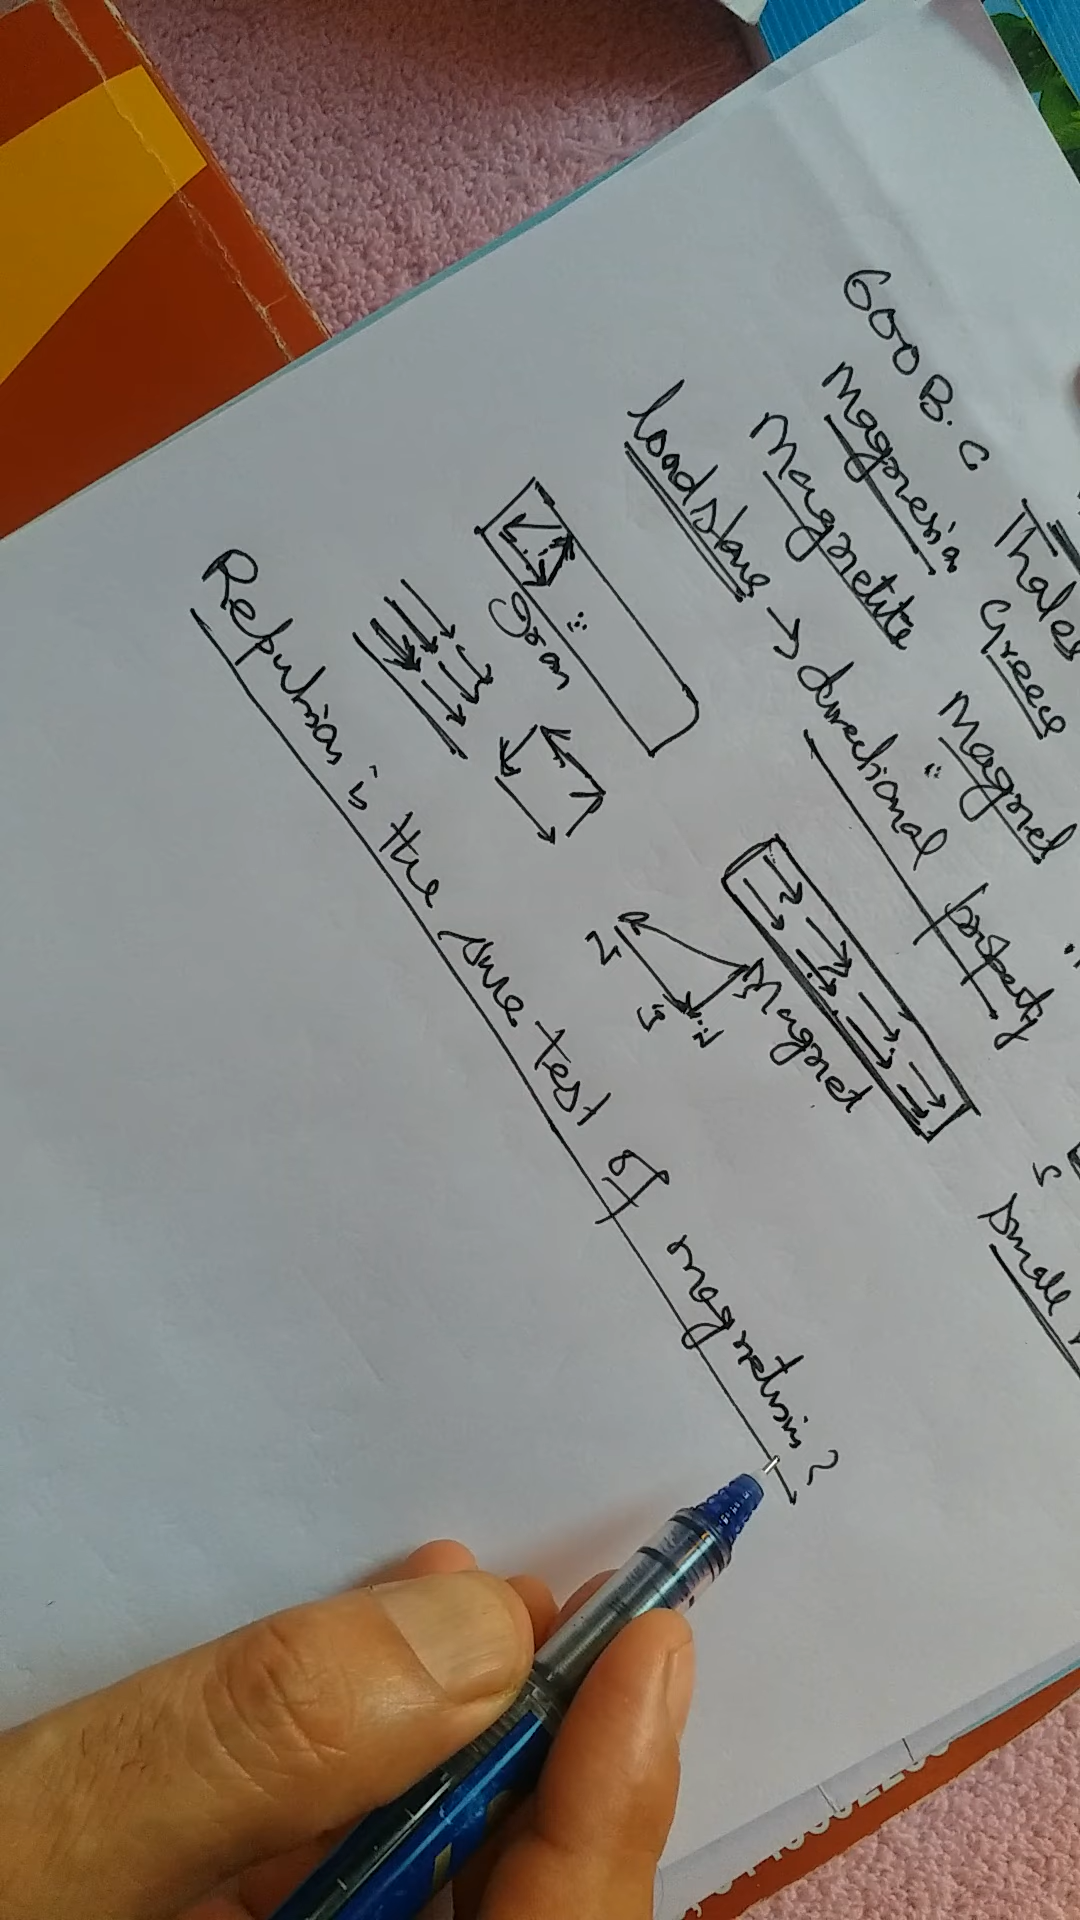 600 B.C
Thales
Greece
Magnesia
Magnet
Magnetite
loadstone → directional property
Iron
Magnet
N S N S
S
small
Repulsion is the sure test of magnetism?